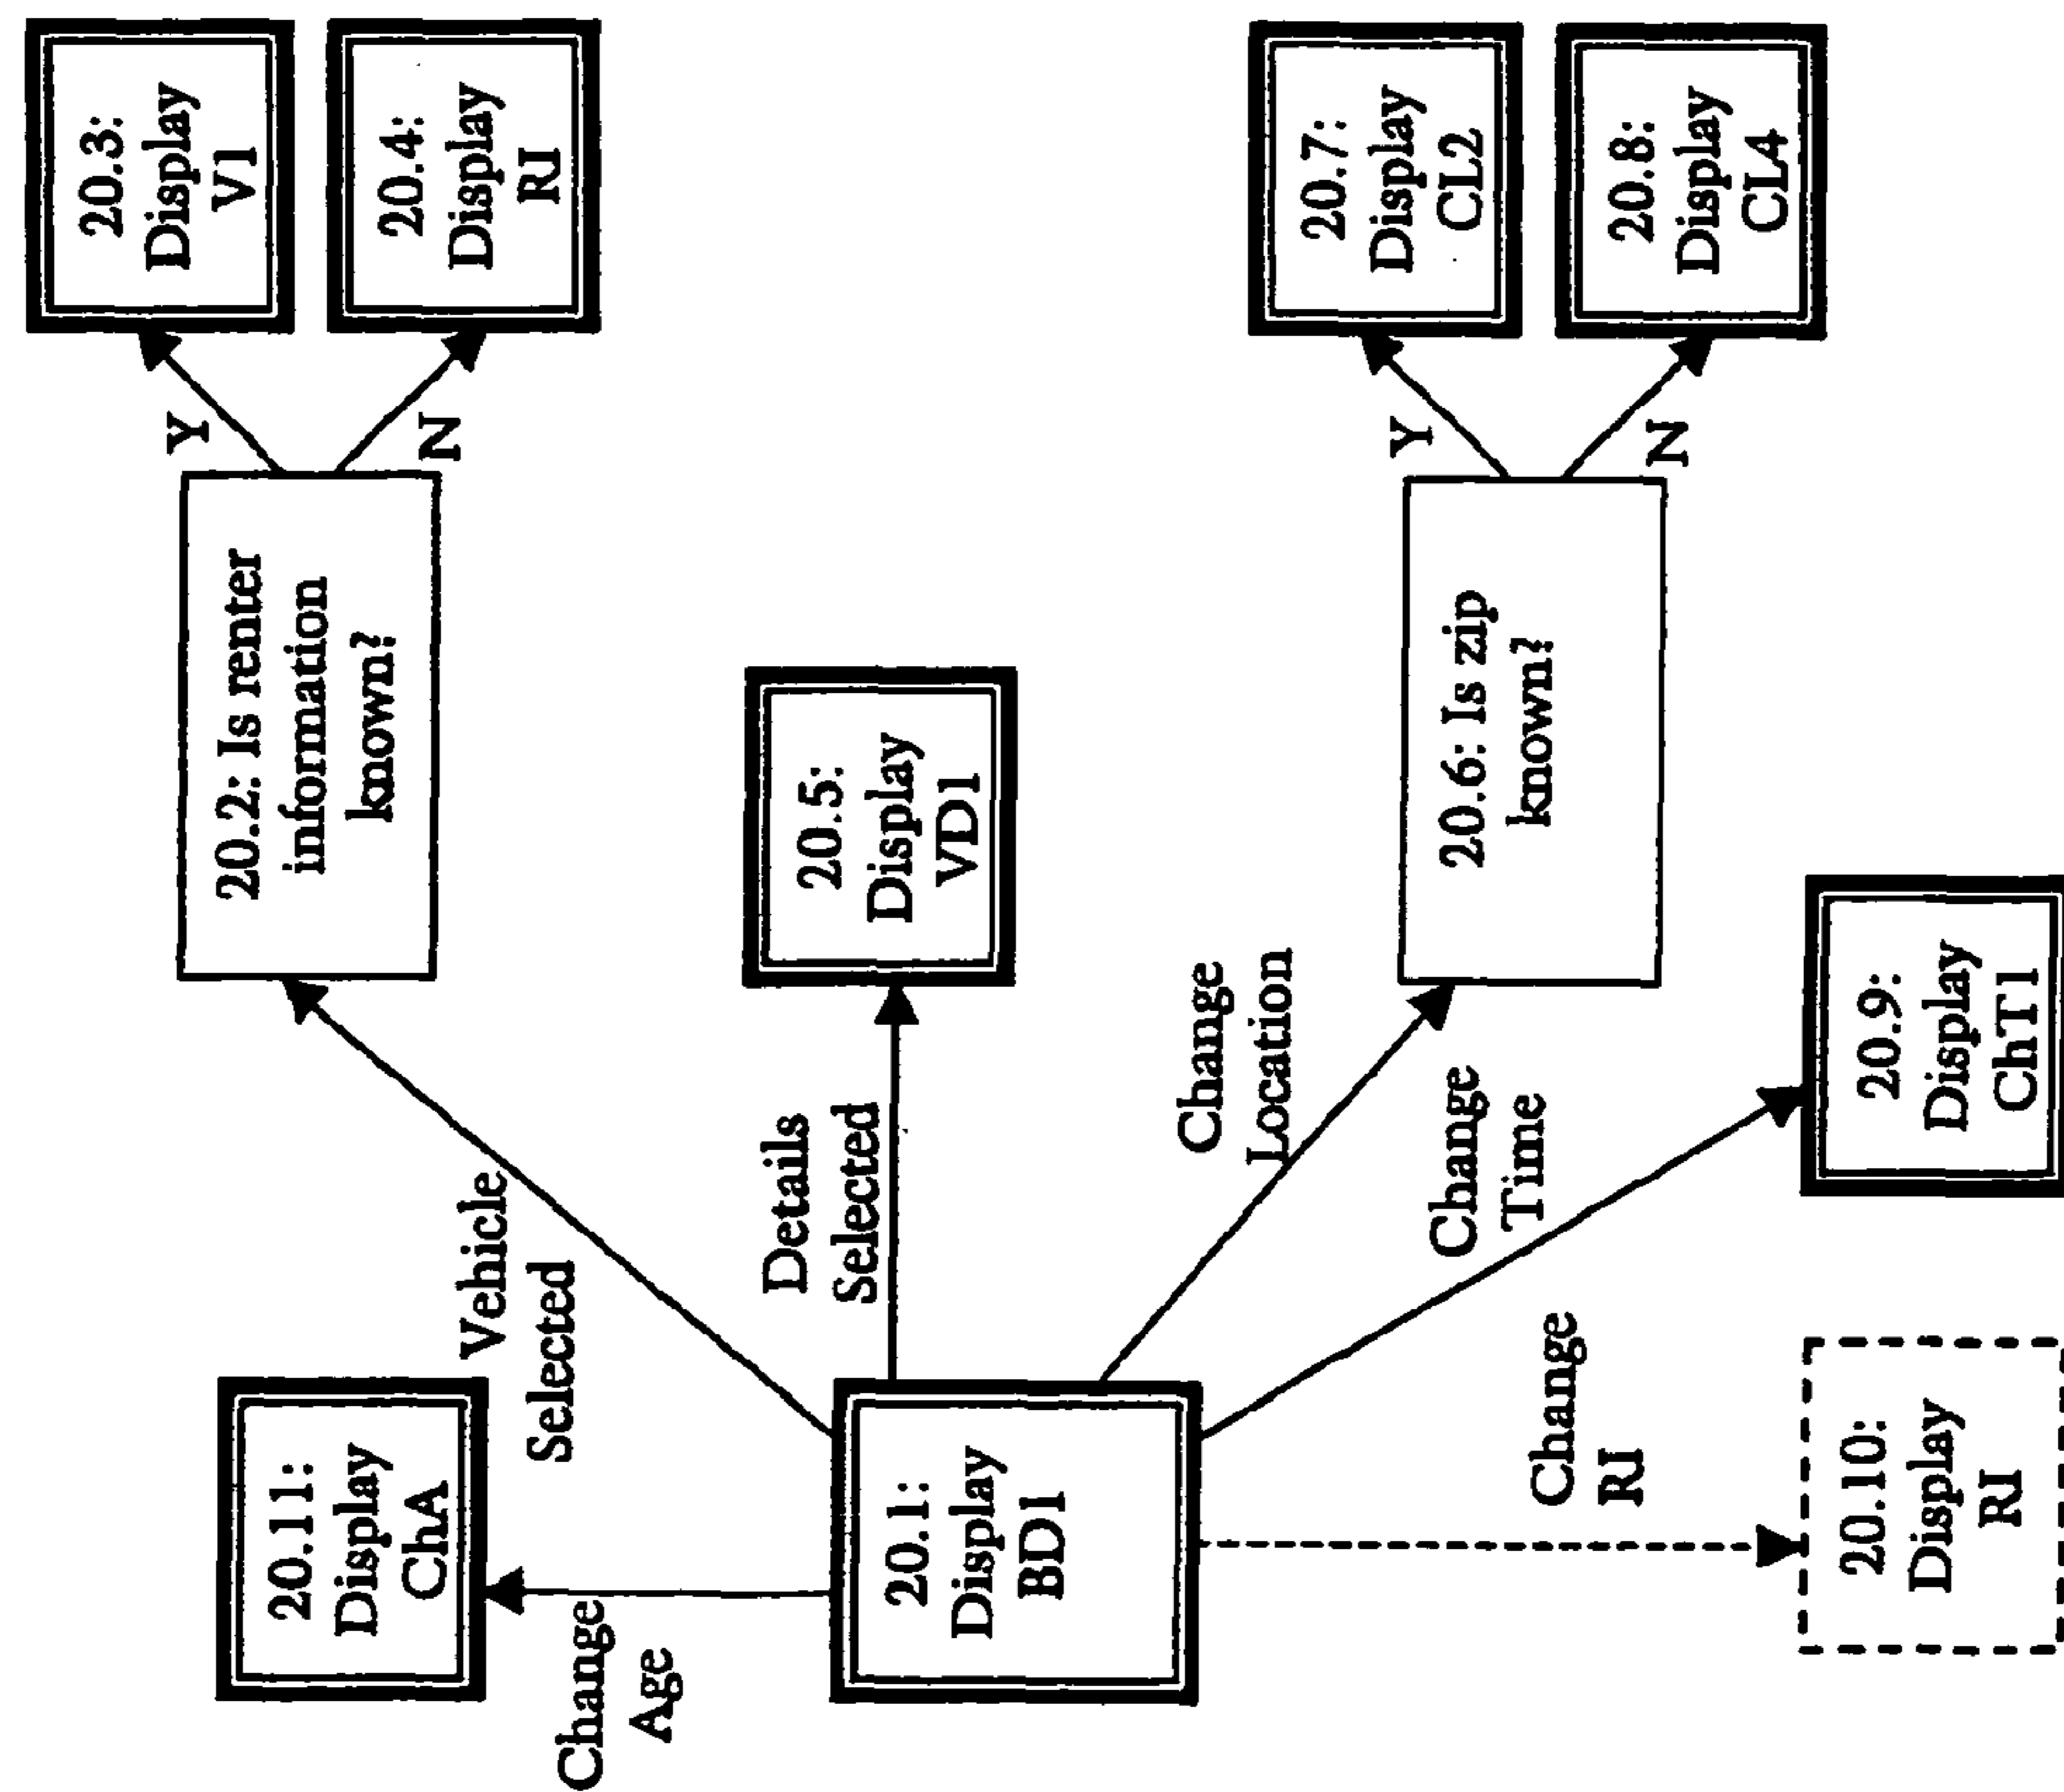 20.11:
Display
ChA
Change
Age
20.1:
Display
BD1
Vehicle
Selected
20.2: Is renter
information
known?
Y
N
20.3:
Display
V1
20.4:
Display
RI
Details
Selected
20.5:
Display
VD1
Change
Location
20.6: Is zip
known?
Y
N
20.7:
Display
CL2
20.8:
Display
CL4
Change
Time
20.9:
Display
ChT1
Change
RI
20.10:
Display
RI